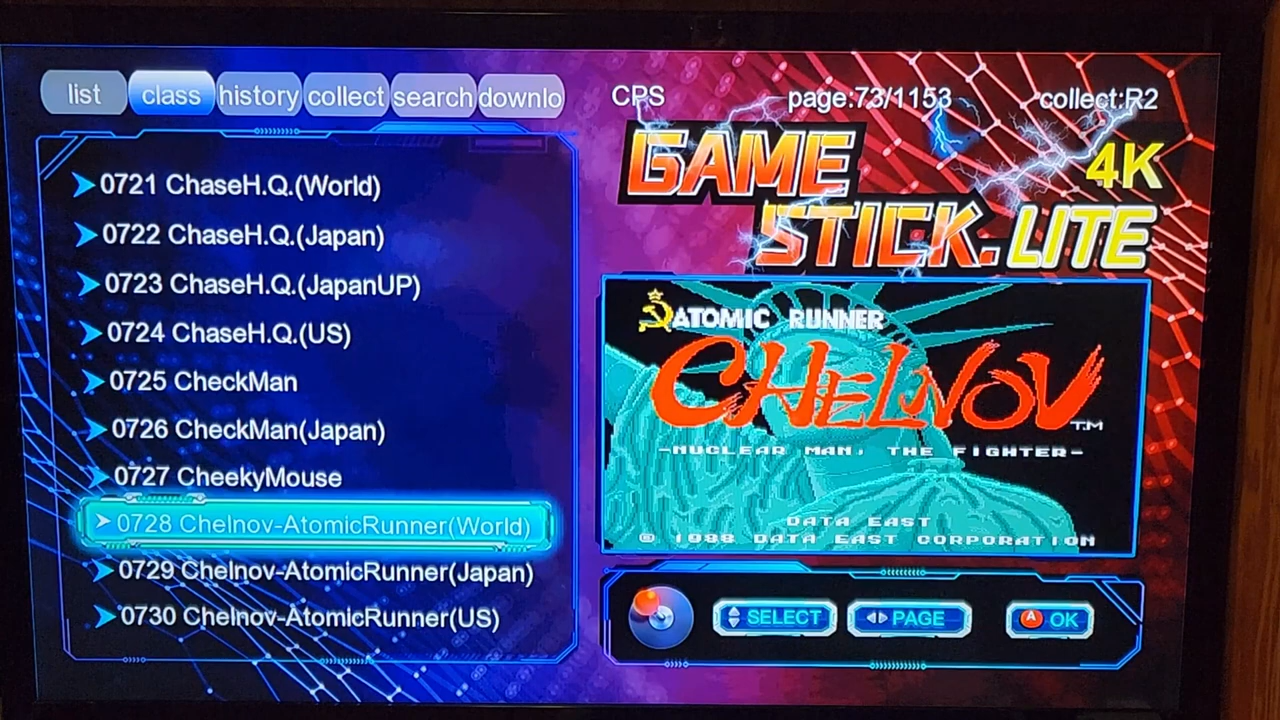 list class history collect search downlo
CPS page:73/1153 collect:R2
GAME
STICK.LITE
4K
0721 ChaseH.Q.(World)
0722 ChaseH.Q.(Japan)
0723 ChaseH.Q.(JapanUP)
0724 ChaseH.Q.(US)
0725 CheckMan
0726 CheckMan(Japan)
0727 CheekyMouse
0728 Chelnov-AtomicRunner(World)
0729 Chelnov-AtomicRunner(Japan)
0730 Chelnov-AtomicRunner(US)
ATOMIC RUNNER
CHELNOV TM
-NUCLEAR MAN, THE FIGHTER-
DATA EAST
© 1988 DATA EAST CORPORATION
SELECT PAGE A OK